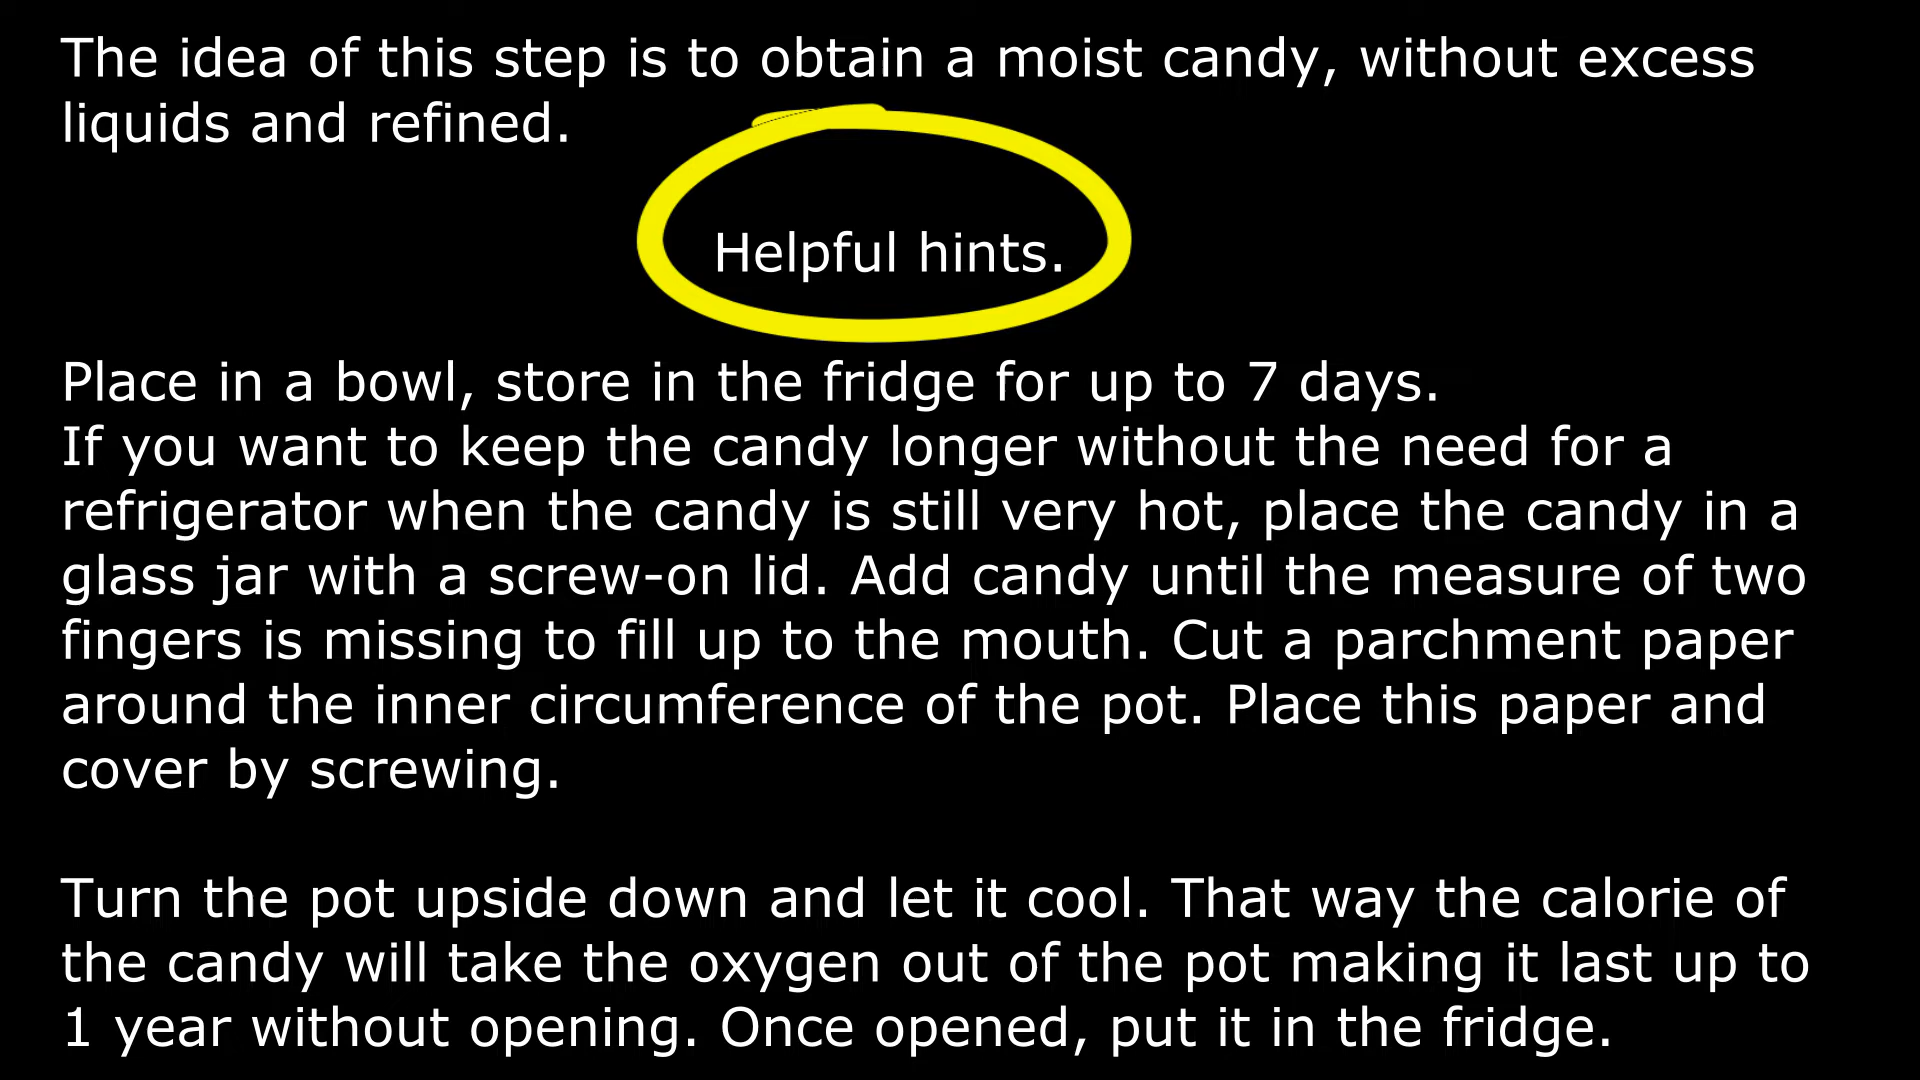 The idea of this step is to obtain a moist candy, without excess
liquids and refined.
Helpful hints.
Place in a bowl, store in the fridge for up to 7 days.
If you want to keep the candy longer without the need for a
refrigerator when the candy is still very hot, place the candy in a
glass jar with a screw-on lid. Add candy until the measure of two
fingers is missing to fill up to the mouth. Cut a parchment paper
around the inner circumference of the pot. Place this paper and
cover by screwing.
Turn the pot upside down and let it cool. That way the calorie of
the candy will take the oxygen out of the pot making it last up to
1 year without opening. Once opened, put it in the fridge.